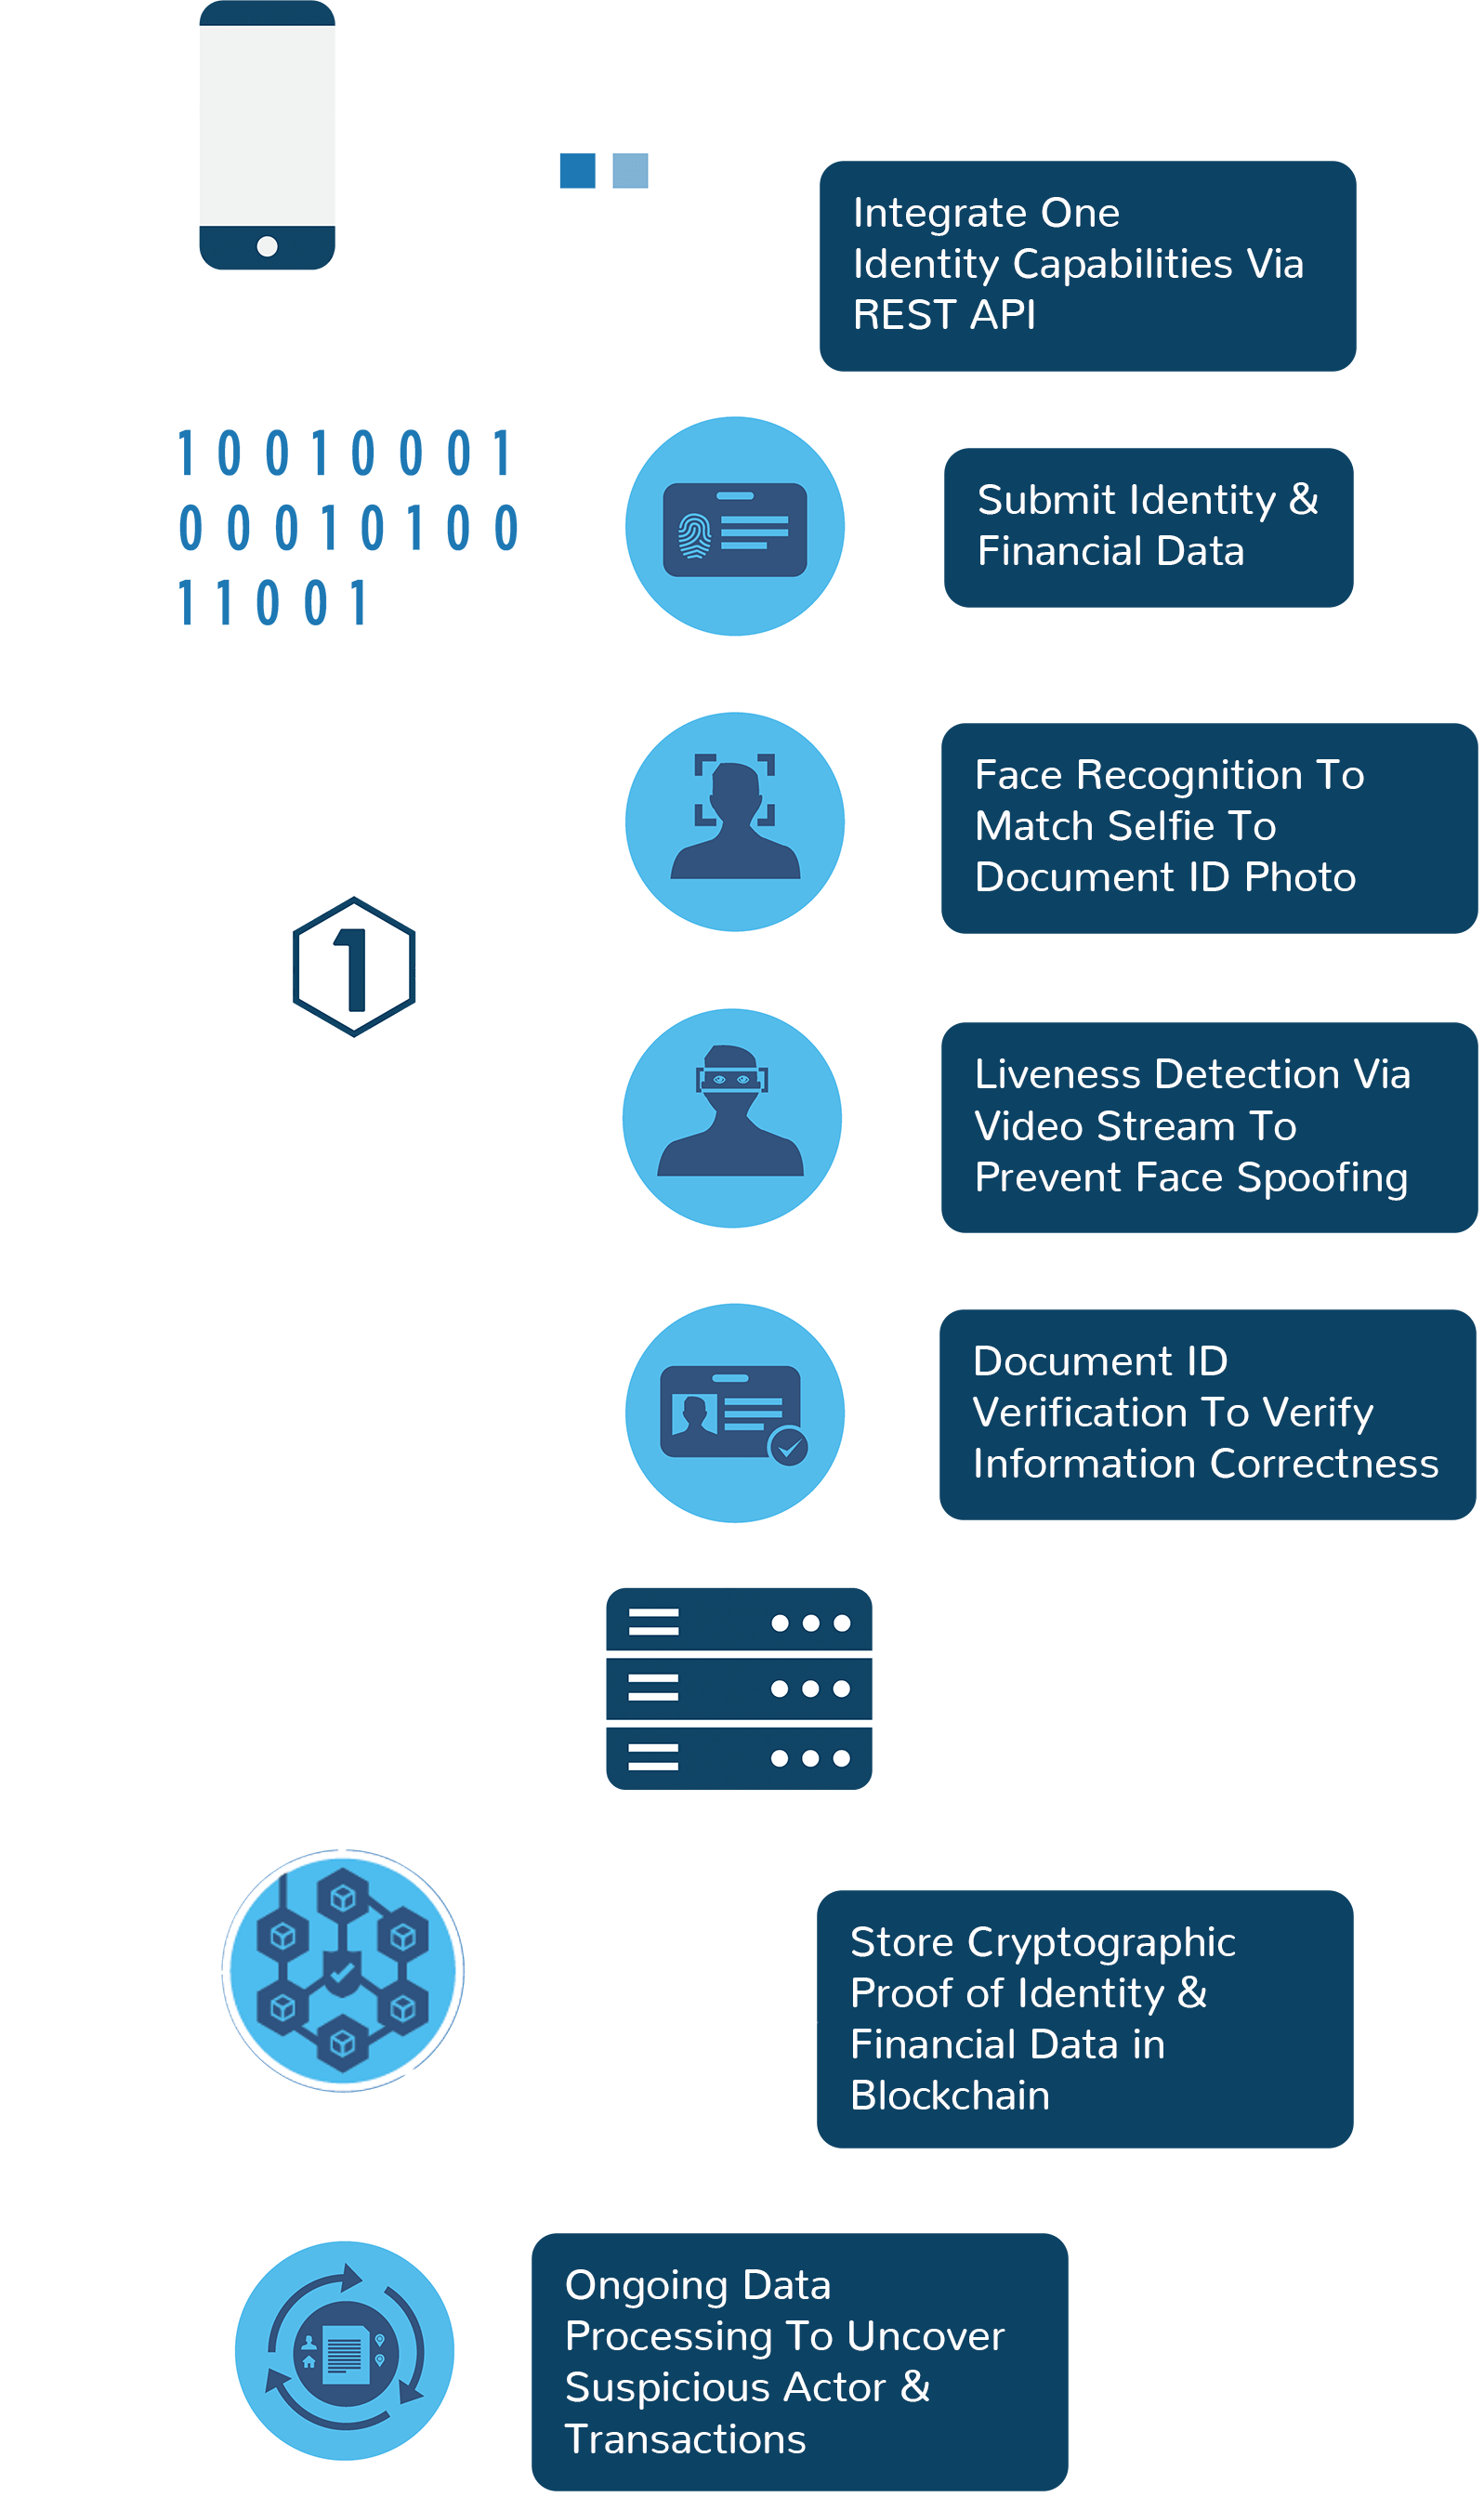 Integrate One
Identity Capabilities Via
REST API
1 0 0 1 0 0 0 1
0 0 0 1 0 1 0 0
1 1 0 0 1
Submit Identity &
Financial Data
Face Recognition To
Match Selfie To
Document ID Photo
1
Liveness Detection Via
Video Stream To
Prevent Face Spoofing
Document ID
Verification To Verify
Information Correctness
Store Cryptographic
Proof of Identity &
Financial Data in
Blockchain
Ongoing Data
Processing To Uncover
Suspicious Actor &
Transactions